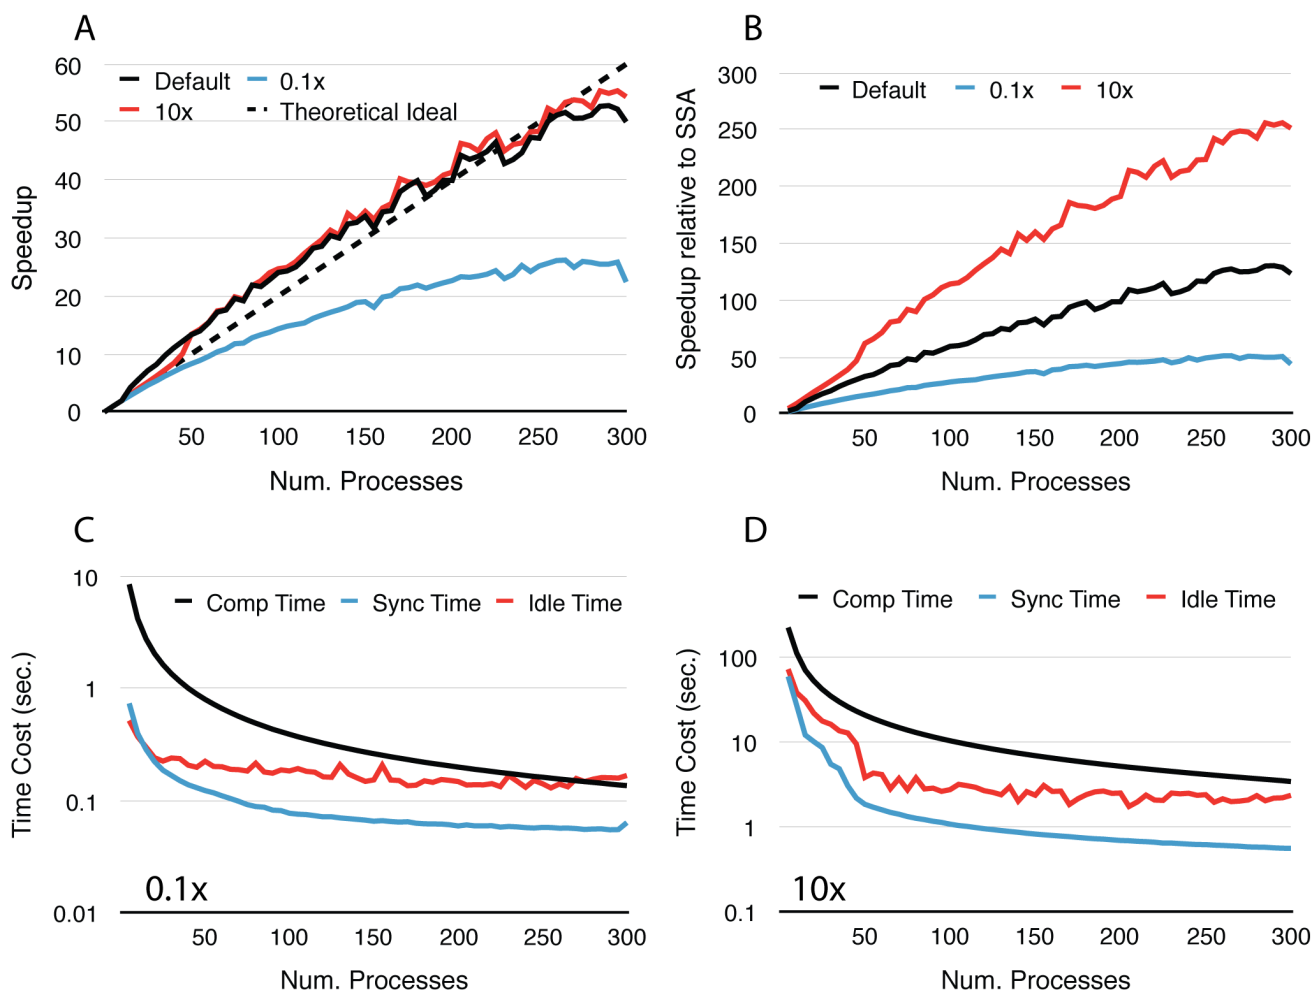 A
Speedup
60
50
40
30
20
10
0
Default
0.1x
10x
Theoretical Ideal
50 100 150 200 250 300
Num. Processes
B
Speedup relative to SSA
300
250
200
150
100
50
0
Default 0.1x 10x
50 100 150 200 250 300
Num. Processes
C
Time Cost (sec.)
10
1
0.1
0.01
Comp Time Sync Time Idle Time
0.1x
50 100 150 200 250 300
Num. Processes
D
Time Cost (sec.)
100
10
1
0.1
Comp Time Sync Time Idle Time
10x
50 100 150 200 250 300
Num. Processes